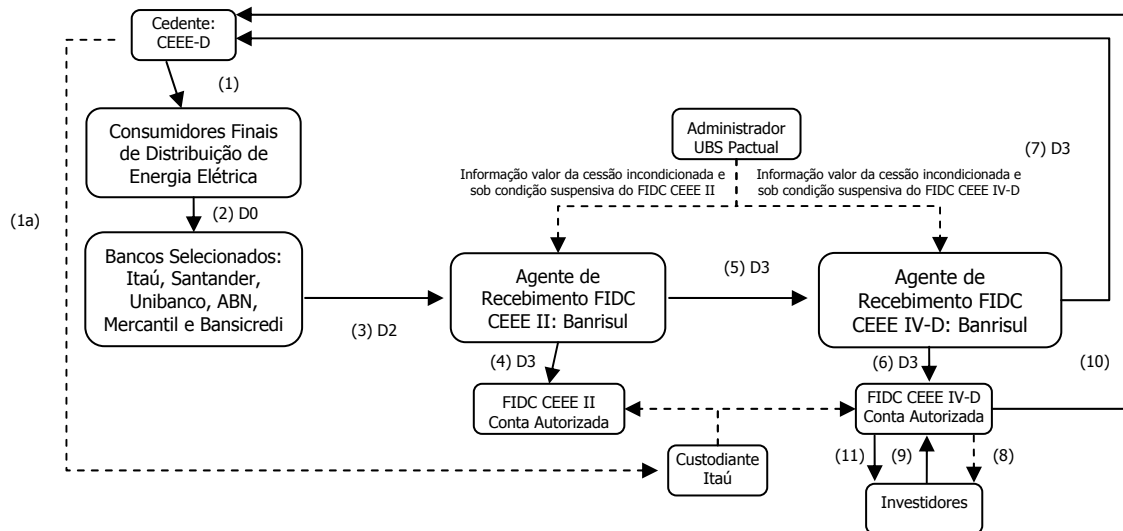 Cedente:
CEEE-D
(1)
Consumidores Finais
de Distribuição de
Energia Elétrica
Administrador
UBS Pactual
(7) D3
Informação valor da cessão incondicionada e
sob condição suspensiva do FIDC CEEE II
Informação valor da cessão incondicionada e
sob condição suspensiva do FIDC CEEE IV-D
(1a)
(2) D0
Bancos Selecionados:
Itaú, Santander,
Unibanco, ABN,
Mercantil e Bansicredi
(3) D2
Agente de
Recebimento FIDC
CEEE II: Banrisul
(5) D3
Agente de
Recebimento FIDC
CEEE IV-D: Banrisul
(4) D3
(6) D3
(10)
FIDC CEEE II
Conta Autorizada
FIDC CEEE IV-D
Conta Autorizada
Custodiante
Itaú
(11)
(9)
(8)
Investidores